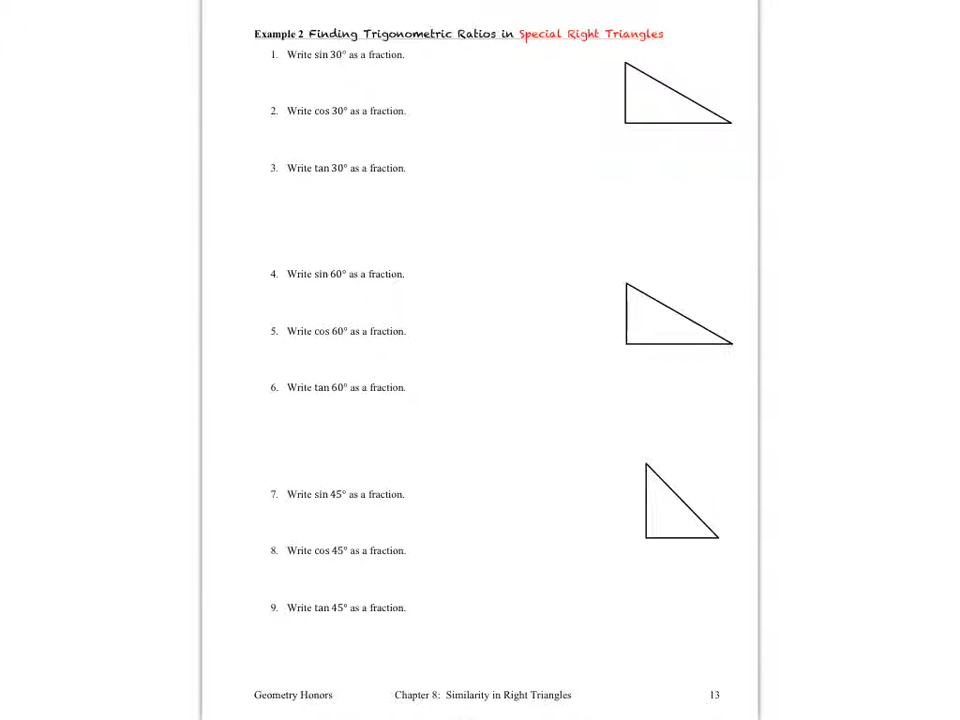 Example 2 Finding Trigonometric Ratios in Special Right Triangles
1. Write sin 30° as a fraction.
2. Write cos 30° as a fraction.
3. Write tan 30° as a fraction.
4. Write sin 60° as a fraction.
5. Write cos 60° as a fraction.
6. Write tan 60° as a fraction.
7. Write sin 45° as a fraction.
8. Write cos 45° as a fraction.
9. Write tan 45° as a fraction.
Geometry Honors Chapter 8: Similarity in Right Triangles 13